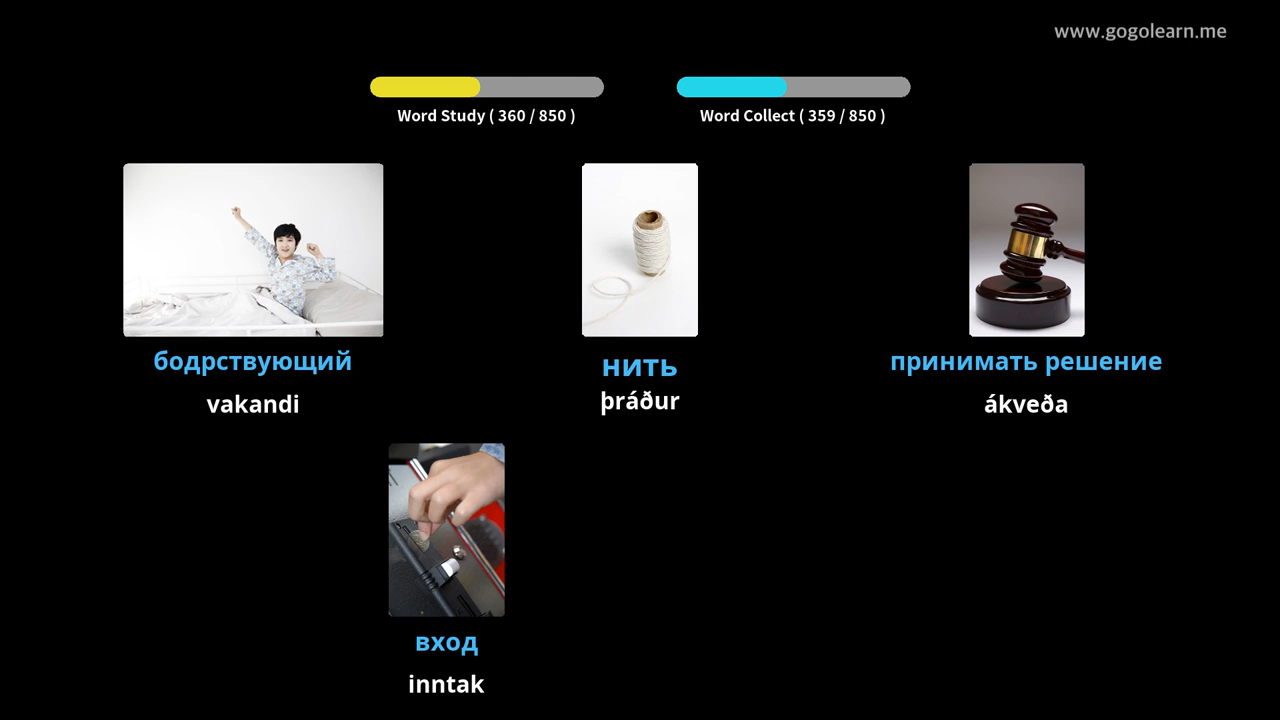 www.gogolearn.me
Word Study ( 360 / 850 )
Word Collect ( 359 / 850 )
бодрствующий
нить
принимать решение
vakandi
þráður
ákveða
вход
inntak